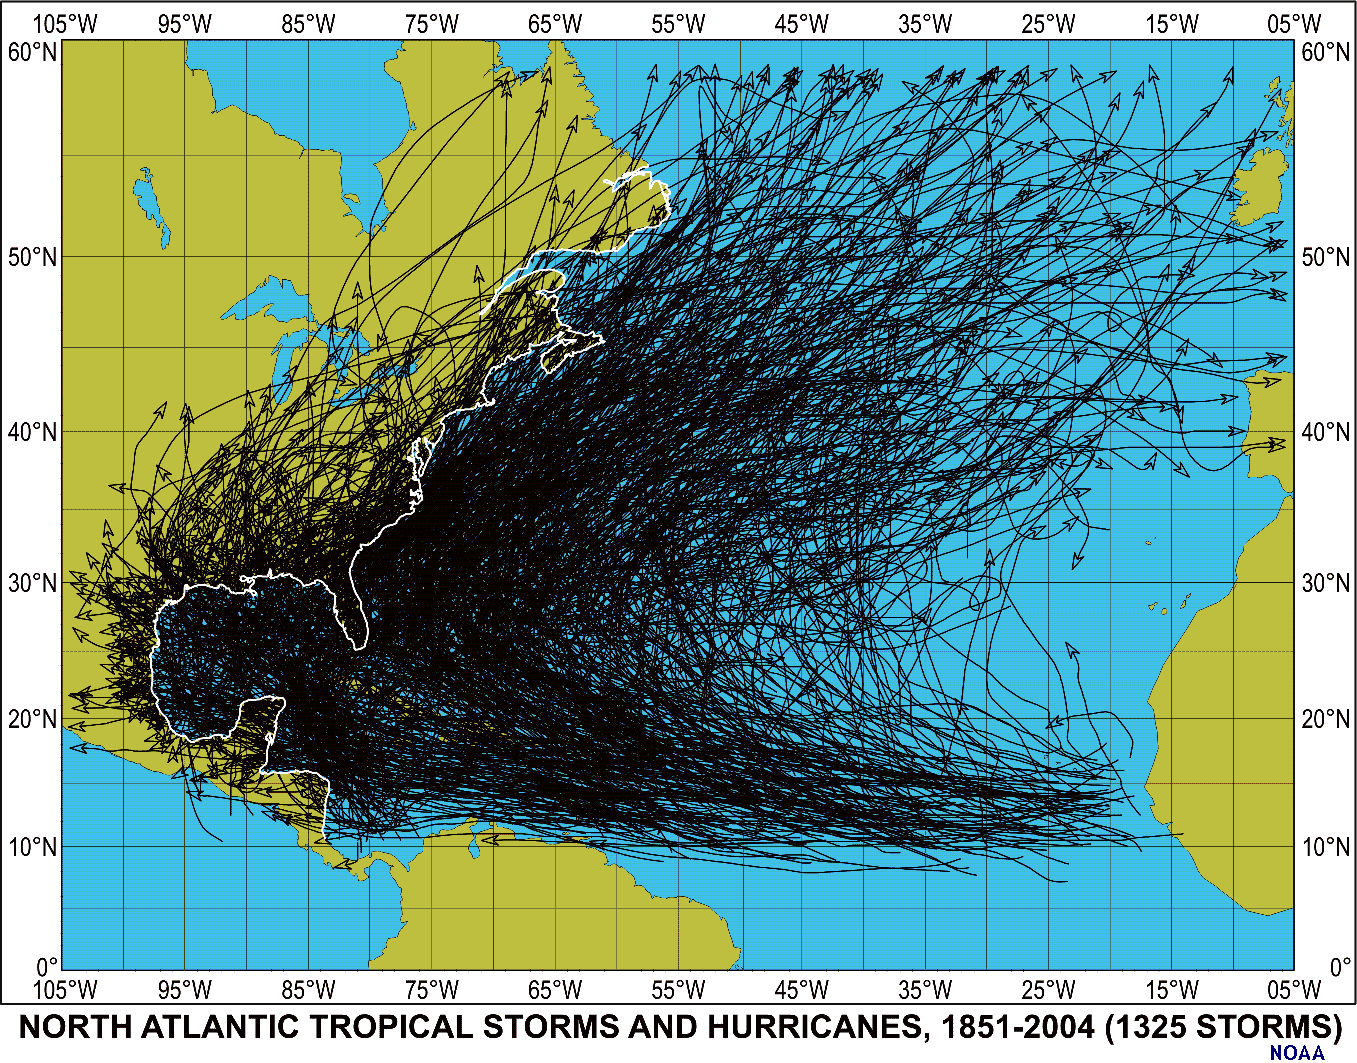 105°W 95°W 85°W 75°W 65°W 55°W 45°W 35°W 25°W 15°W 05°W
60°N 60°N
50°N 50°N
40°N 40°N
30°N 30°N
20°N 20°N
10°N 10°N
0° 0°
105°W 95°W 85°W 75°W 65°W 55°W 45°W 35°W 25°W 15°W 05°W
NORTH ATLANTIC TROPICAL STORMS AND HURRICANES, 1851-2004 (1325 STORMS)
NOAA